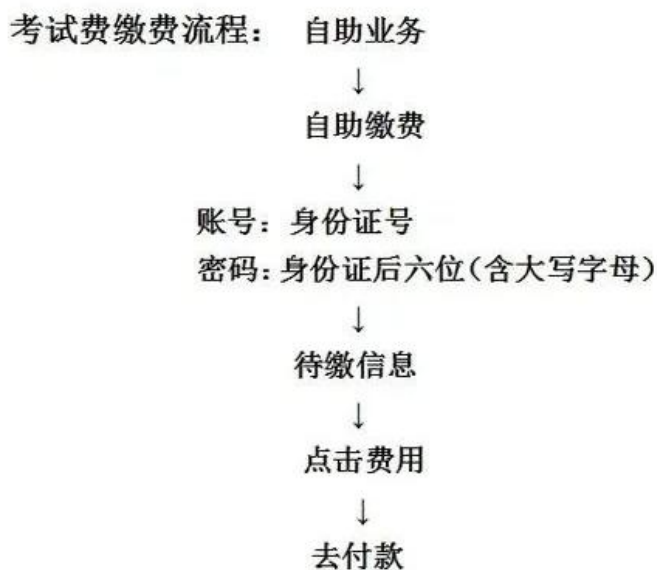 考试费缴费流程： 自助业务
↓
自助缴费
↓
账号：身份证号
密码：身份证后六位（含大写字母）
↓
待缴信息
↓
点击费用
↓
去付款